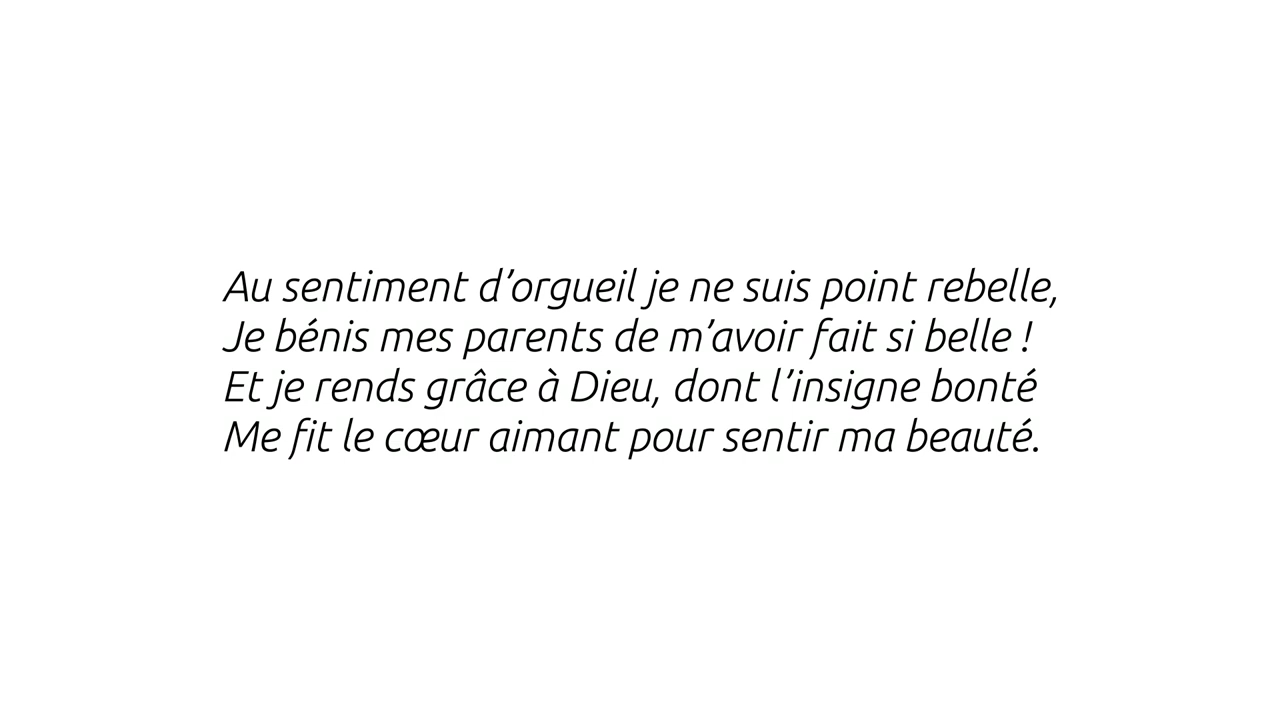 Au sentiment d’orgueil je ne suis point rebelle,
Je bénis mes parents de m’avoir fait si belle !
Et je rends grâce à Dieu, dont l’insigne bonté
Me fit le cœur aimant pour sentir ma beauté.